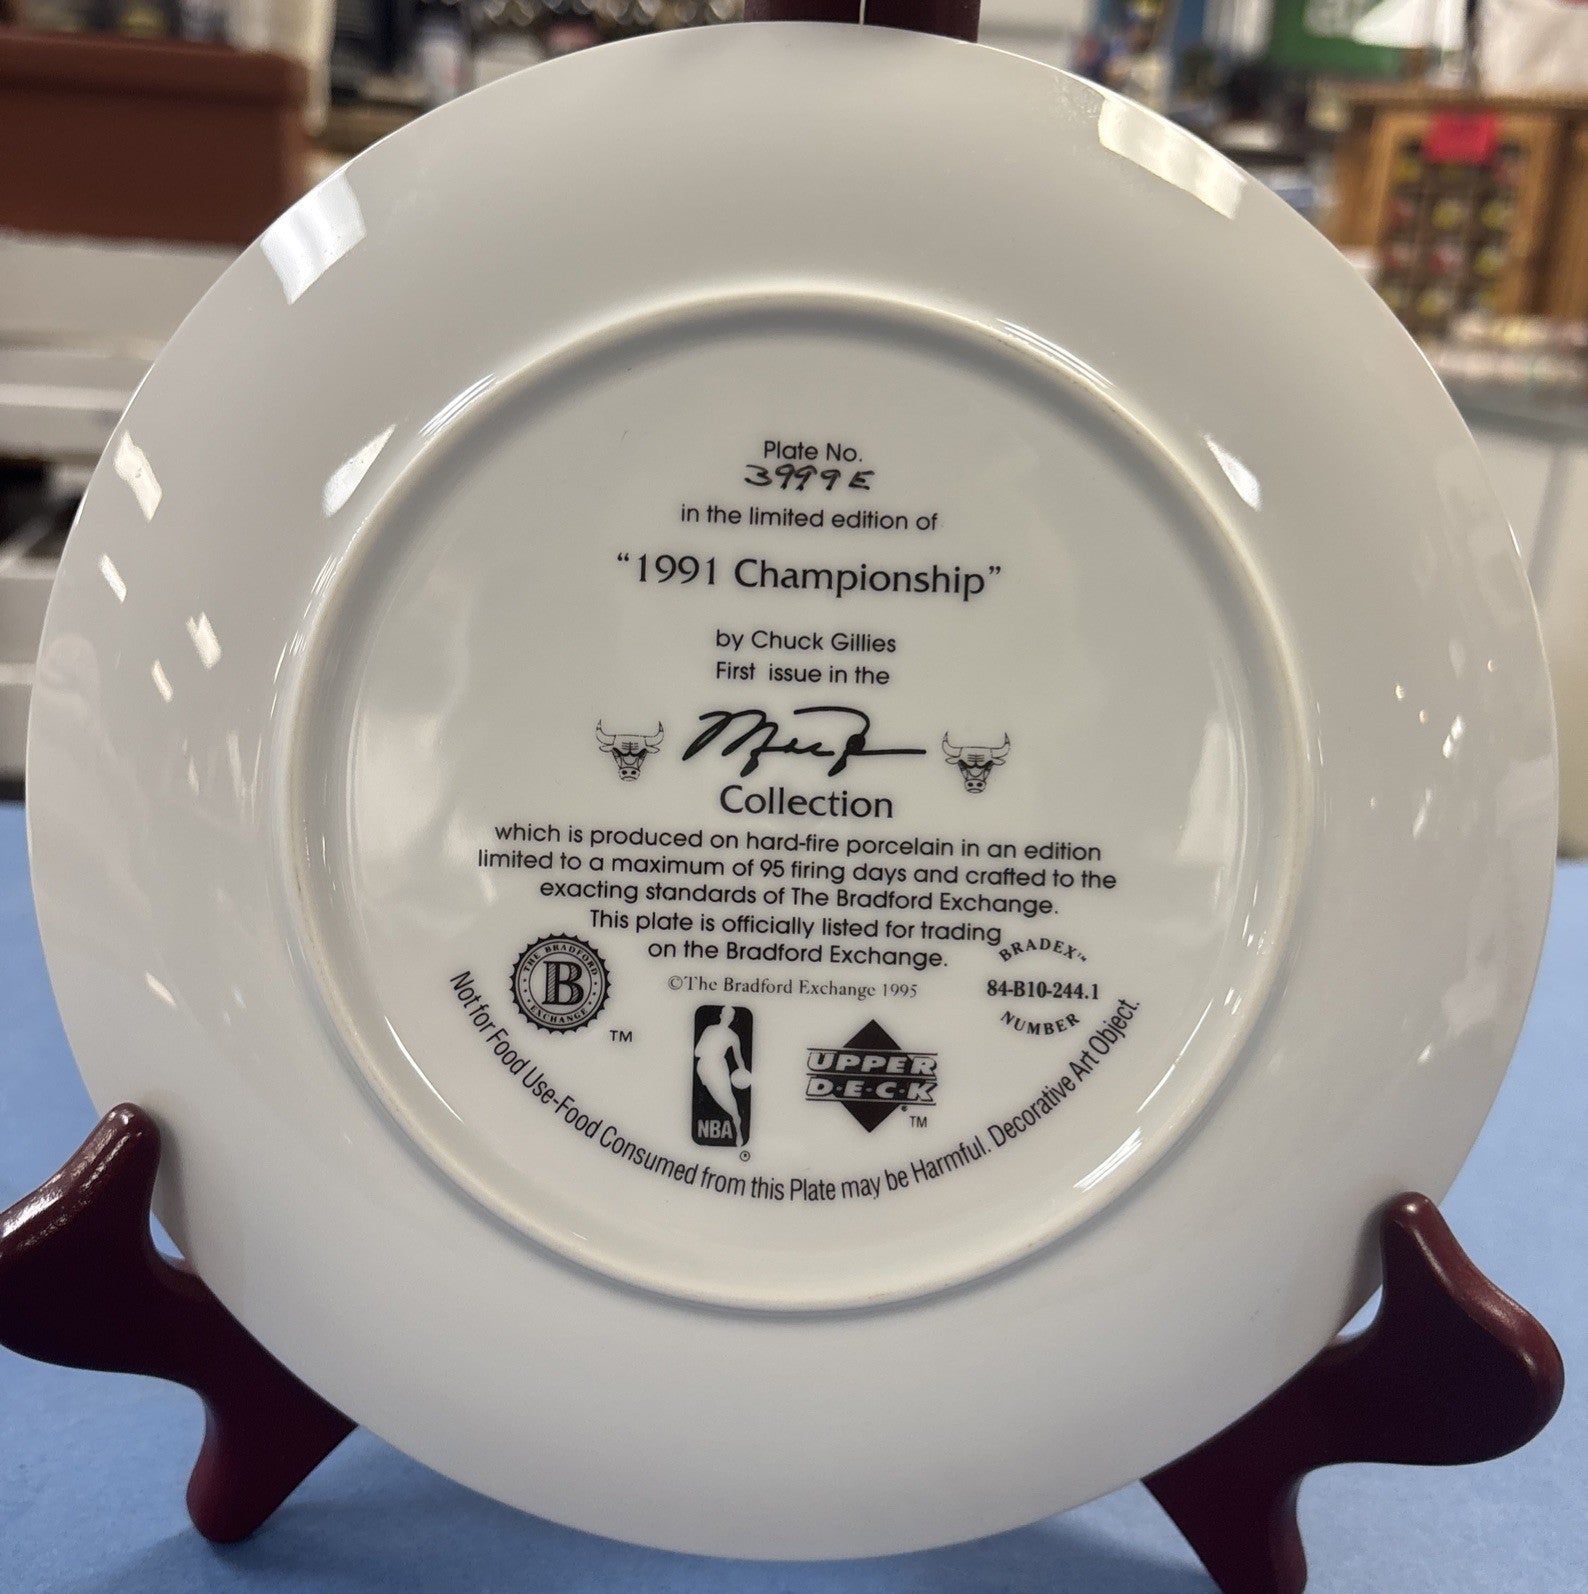 Plate No.
3999E
in the limited edition of
“1991 Championship”
by Chuck Gillies
First issue in the
Collection
which is produced on hard-fire porcelain in an edition
limited to a maximum of 95 firing days and crafted to the
exacting standards of The Bradford Exchange.
This plate is officially listed for trading
on the Bradford Exchange.
©The Bradford Exchange 1995
THE BRADFORD
B
EXCHANGE
TM
BRADEX™
84-B10-244.1
NUMBER
NBA
®
UPPER
D·E·C·K
TM
Not for Food Use-Food Consumed from this Plate may be Harmful. Decorative Art Object.